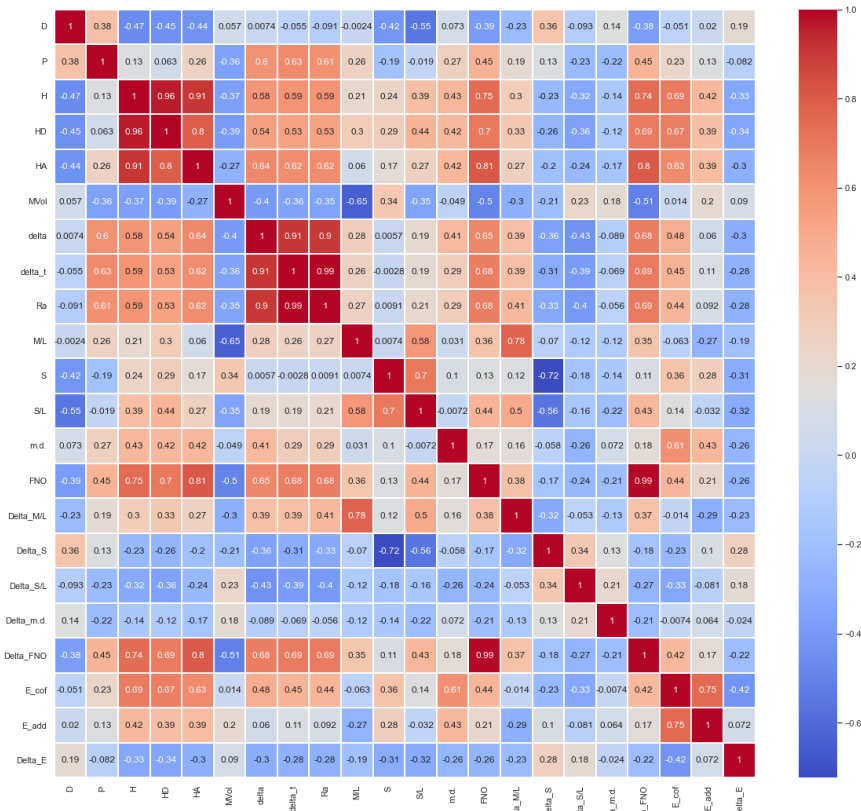 D 1 0.38 -0.47 -0.45 -0.44 0.057 0.0074 -0.055 -0.091 -0.0024 -0.42 -0.55 0.073 -0.39 -0.23 0.36 -0.093 0.14 -0.38 -0.051 0.02 0.19
P 0.38 1 0.13 0.063 0.26 -0.36 0.6 0.63 0.61 0.26 -0.19 -0.019 0.27 0.45 0.19 0.13 -0.23 -0.22 0.45 0.23 0.13 -0.082
H -0.47 0.13 1 0.96 0.91 -0.37 0.58 0.59 0.59 0.21 0.24 0.39 0.43 0.75 0.3 -0.23 -0.32 -0.14 0.74 0.69 0.42 -0.33
HD -0.45 0.063 0.96 1 0.8 -0.39 0.54 0.53 0.53 0.3 0.29 0.44 0.42 0.7 0.33 -0.26 -0.36 -0.12 0.69 0.67 0.39 -0.34
HA -0.44 0.26 0.91 0.8 1 -0.27 0.64 0.62 0.62 0.06 0.17 0.27 0.42 0.81 0.27 -0.2 -0.24 -0.17 0.8 0.63 0.39 -0.3
MVol 0.057 -0.36 -0.37 -0.39 -0.27 1 -0.4 -0.36 -0.35 -0.65 0.34 -0.35 -0.049 -0.5 -0.3 -0.21 0.23 0.18 -0.51 0.014 0.2 0.09
delta 0.0074 0.6 0.58 0.54 0.64 -0.4 1 0.91 0.9 0.28 0.0057 0.19 0.41 0.65 0.39 -0.36 -0.43 -0.089 0.68 0.48 0.06 -0.3
delta_t -0.055 0.63 0.59 0.53 0.62 -0.36 0.91 1 0.99 0.26 -0.0028 0.19 0.29 0.68 0.39 -0.31 -0.39 -0.069 0.69 0.45 0.11 -0.28
Ra -0.091 0.61 0.59 0.53 0.62 -0.35 0.9 0.99 1 0.27 0.0091 0.21 0.29 0.68 0.41 -0.33 -0.4 -0.056 0.69 0.44 0.092 -0.28
M/L -0.0024 0.26 0.21 0.3 0.06 -0.65 0.28 0.26 0.27 1 0.0074 0.58 0.031 0.36 0.78 -0.07 -0.12 -0.12 0.35 -0.063 -0.27 -0.19
S -0.42 -0.19 0.24 0.29 0.17 0.34 0.0057 -0.0028 0.0091 0.0074 1 0.7 0.1 0.13 0.12 -0.72 -0.18 -0.14 0.11 0.36 0.28 -0.31
S/L -0.55 -0.019 0.39 0.44 0.27 -0.35 0.19 0.19 0.21 0.58 0.7 1 -0.0072 0.44 0.5 -0.56 -0.16 -0.22 0.43 0.14 -0.032 -0.32
m.d. 0.073 0.27 0.43 0.42 0.42 -0.049 0.41 0.29 0.29 0.031 0.1 -0.0072 1 0.17 0.16 -0.058 -0.26 0.072 0.18 0.61 0.43 -0.26
FNO -0.39 0.45 0.75 0.7 0.81 -0.5 0.65 0.68 0.68 0.36 0.13 0.44 0.17 1 0.38 -0.17 -0.24 -0.21 0.99 0.44 0.21 -0.26
Delta_M/L -0.23 0.19 0.3 0.33 0.27 -0.3 0.39 0.39 0.41 0.78 0.12 0.5 0.16 0.38 1 -0.32 -0.053 -0.13 0.37 -0.014 -0.29 -0.23
Delta_S 0.36 0.13 -0.23 -0.26 -0.2 -0.21 -0.36 -0.31 -0.33 -0.07 -0.72 -0.56 -0.058 -0.17 -0.32 1 0.34 0.13 -0.18 -0.23 0.1 0.28
Delta_S/L -0.093 -0.23 -0.32 -0.36 -0.24 0.23 -0.43 -0.39 -0.4 -0.12 -0.18 -0.16 -0.26 -0.24 -0.053 0.34 1 0.21 -0.27 -0.33 -0.081 0.18
Delta_m.d. 0.14 -0.22 -0.14 -0.12 -0.17 0.18 -0.089 -0.069 -0.056 -0.12 -0.14 -0.22 0.072 -0.21 -0.13 0.13 0.21 1 -0.21 -0.0074 0.064 -0.024
Delta_FNO -0.38 0.45 0.74 0.69 0.8 -0.51 0.68 0.69 0.69 0.35 0.11 0.43 0.18 0.99 0.37 -0.18 -0.27 -0.21 1 0.42 0.17 -0.22
E_cof -0.051 0.23 0.69 0.67 0.63 0.014 0.48 0.45 0.44 -0.063 0.36 0.14 0.61 0.44 -0.014 -0.23 -0.33 -0.0074 0.42 1 0.75 -0.42
E_add 0.02 0.13 0.42 0.39 0.39 0.2 0.06 0.11 0.092 -0.27 0.28 -0.032 0.43 0.21 -0.29 0.1 -0.081 0.064 0.17 0.75 1 0.072
Delta_E 0.19 -0.082 -0.33 -0.34 -0.3 0.09 -0.3 -0.28 -0.28 -0.19 -0.31 -0.32 -0.26 -0.26 -0.23 0.28 0.18 -0.024 -0.22 -0.42 0.072 1
D P H HD HA MVol delta delta_t Ra M/L S S/L m.d. FNO a_M/L elta_S ta_S/L a_m.d. _FNO E_cof E_add elta_E
1.0
0.8
0.6
0.4
0.2
0.0
-0.2
-0.4
-0.6